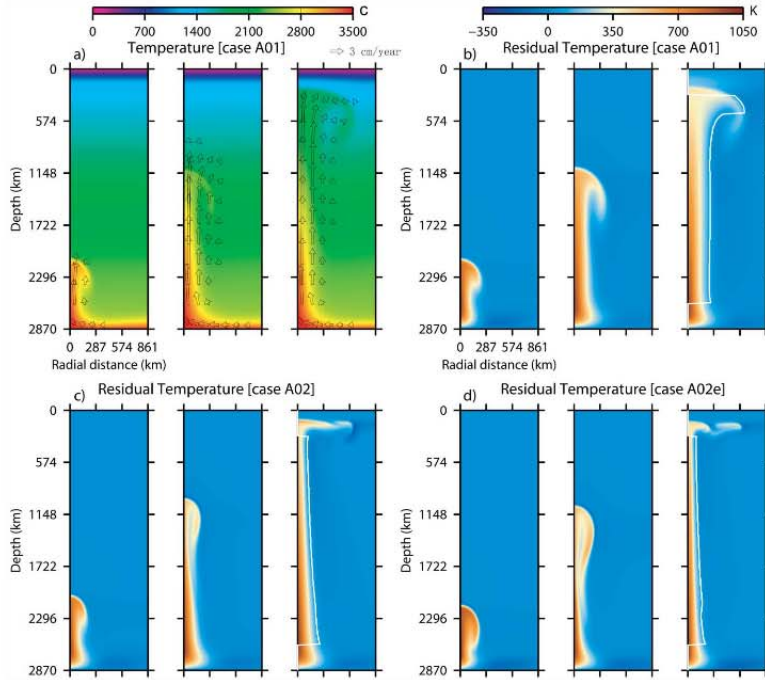 0 700 1400 2100 2800 3500 C
a) Temperature [case A01] 3 cm/year
−350 0 350 700 1050 K
b) Residual Temperature [case A01]
Depth (km)
0
574
1148
1722
2296
2870
0 287 574 861
Radial distance (km)
Depth (km)
0
574
1148
1722
2296
2870
0 287 574 861
Radial distance (km)
c) Residual Temperature [case A02]
Depth (km)
0
574
1148
1722
2296
2870
d) Residual Temperature [case A02e]
Depth (km)
0
574
1148
1722
2296
2870